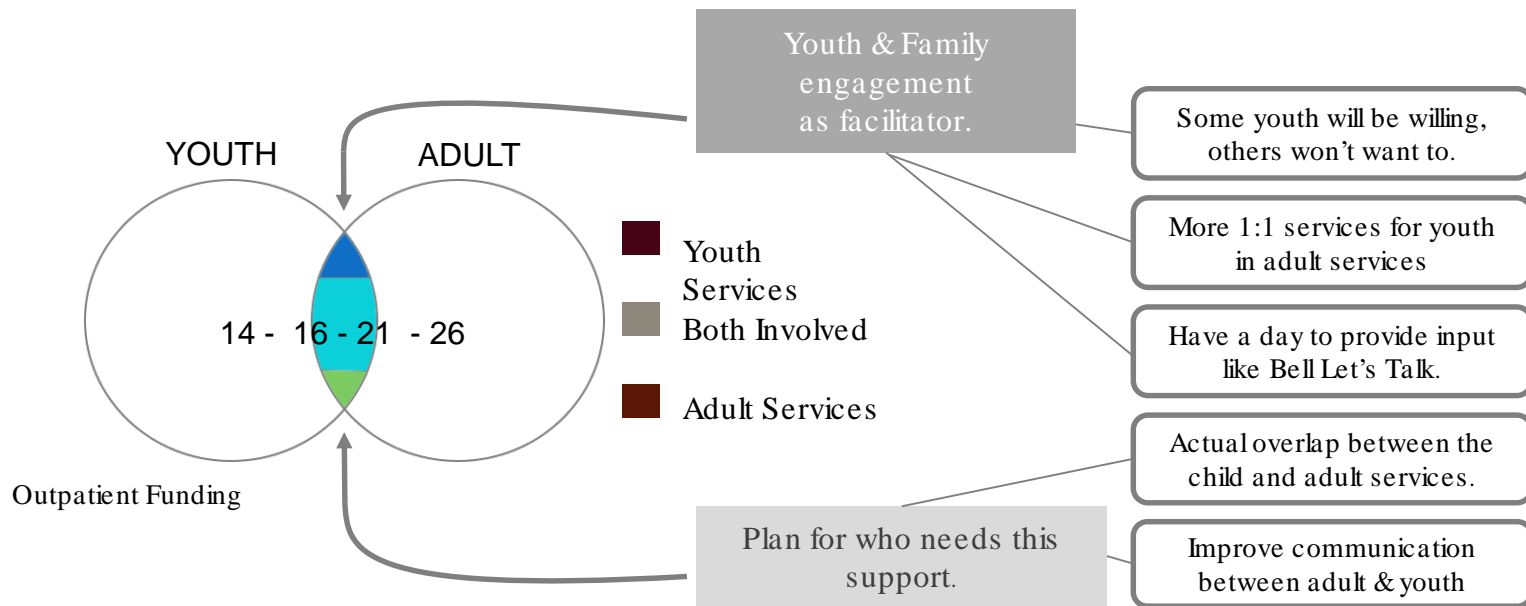 Youth & Family
engagement
as facilitator.
Some youth will be willing,
others won't want to.
YOUTH
ADULT
More 1:1 services for youth
in adult services
Youth
Services
Both Involved
Adult Services
14 - 16 - 21 - 26
Have a day to provide input
like Bell Let's Talk.
Actual overlap between the
child and adult services.
Outpatient Funding
Plan for who needs this
support.
Improve communication
between adult & youth